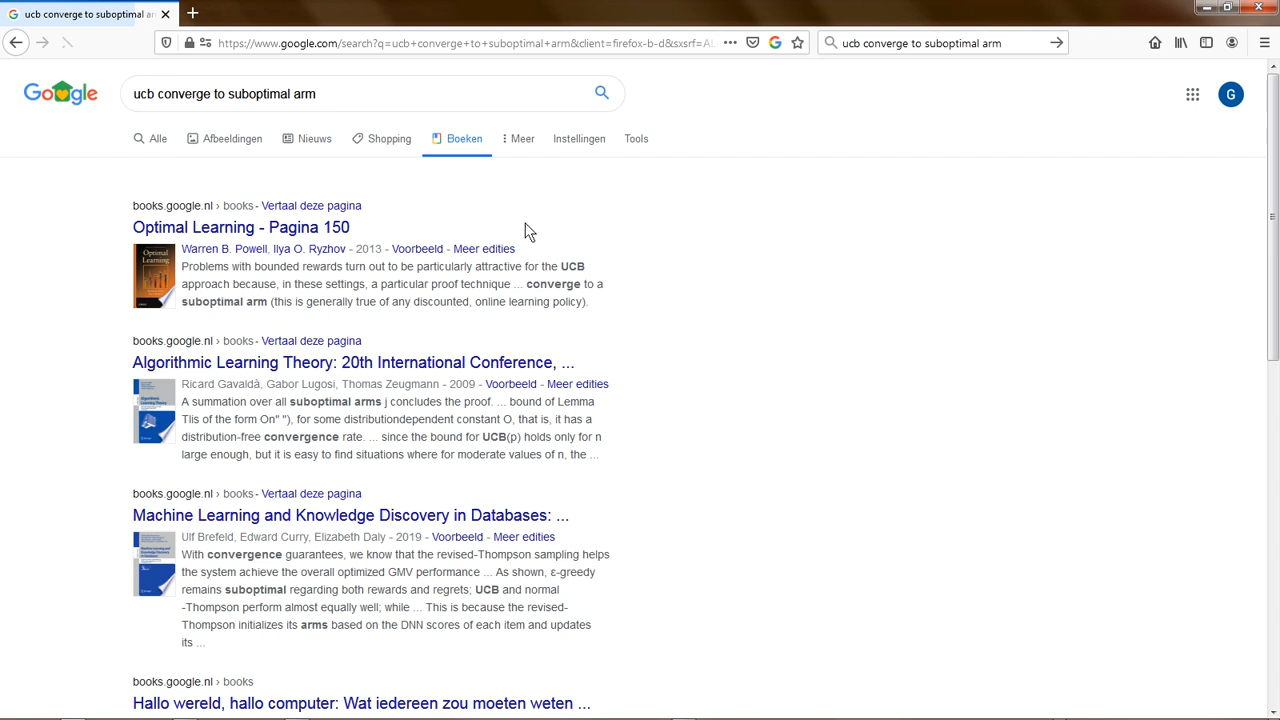 ucb converge to suboptimal ar
https://www.google.com/search?q=ucb+converge+to+suboptimal+arm&client=firefox-b-d&sxsrf=AL
ucb converge to suboptimal arm
Google
ucb converge to suboptimal arm
G
Alle
Afbeeldingen
Nieuws
Shopping
Boeken
Meer
Instellingen
Tools
books.google.nl › books - Vertaal deze pagina
Optimal Learning - Pagina 150
Warren B. Powell, Ilya O. Ryzhov - 2013 - Voorbeeld - Meer edities
Problems with bounded rewards turn out to be particularly attractive for the UCB
approach because, in these settings, a particular proof technique ... converge to a
suboptimal arm (this is generally true of any discounted, online learning policy).
Optimal
Learning
books.google.nl › books - Vertaal deze pagina
Algorithmic Learning Theory: 20th International Conference, ...
Ricard Gavaldà, Gabor Lugosi, Thomas Zeugmann - 2009 - Voorbeeld - Meer edities
A summation over all suboptimal arms j concludes the proof. ... bound of Lemma
Tlis of the form On" "), for some distributiondependent constant O, that is, it has a
distribution-free convergence rate. ... since the bound for UCB(p) holds only for n
large enough, but it is easy to find situations where for moderate values of n, the ...
Algorithmic
Learning Theory
books.google.nl › books - Vertaal deze pagina
Machine Learning and Knowledge Discovery in Databases: ...
Ulf Brefeld, Edward Curry, Elizabeth Daly - 2019 - Voorbeeld - Meer edities
With convergence guarantees, we know that the revised-Thompson sampling helps
the system achieve the overall optimized GMV performance ... As shown, ε-greedy
remains suboptimal regarding both rewards and regrets; UCB and normal
-Thompson perform almost equally well; while ... This is because the revised-
Thompson initializes its arms based on the DNN scores of each item and updates
its ...
books.google.nl › books
Hallo wereld, hallo computer: Wat iedereen zou moeten weten ...